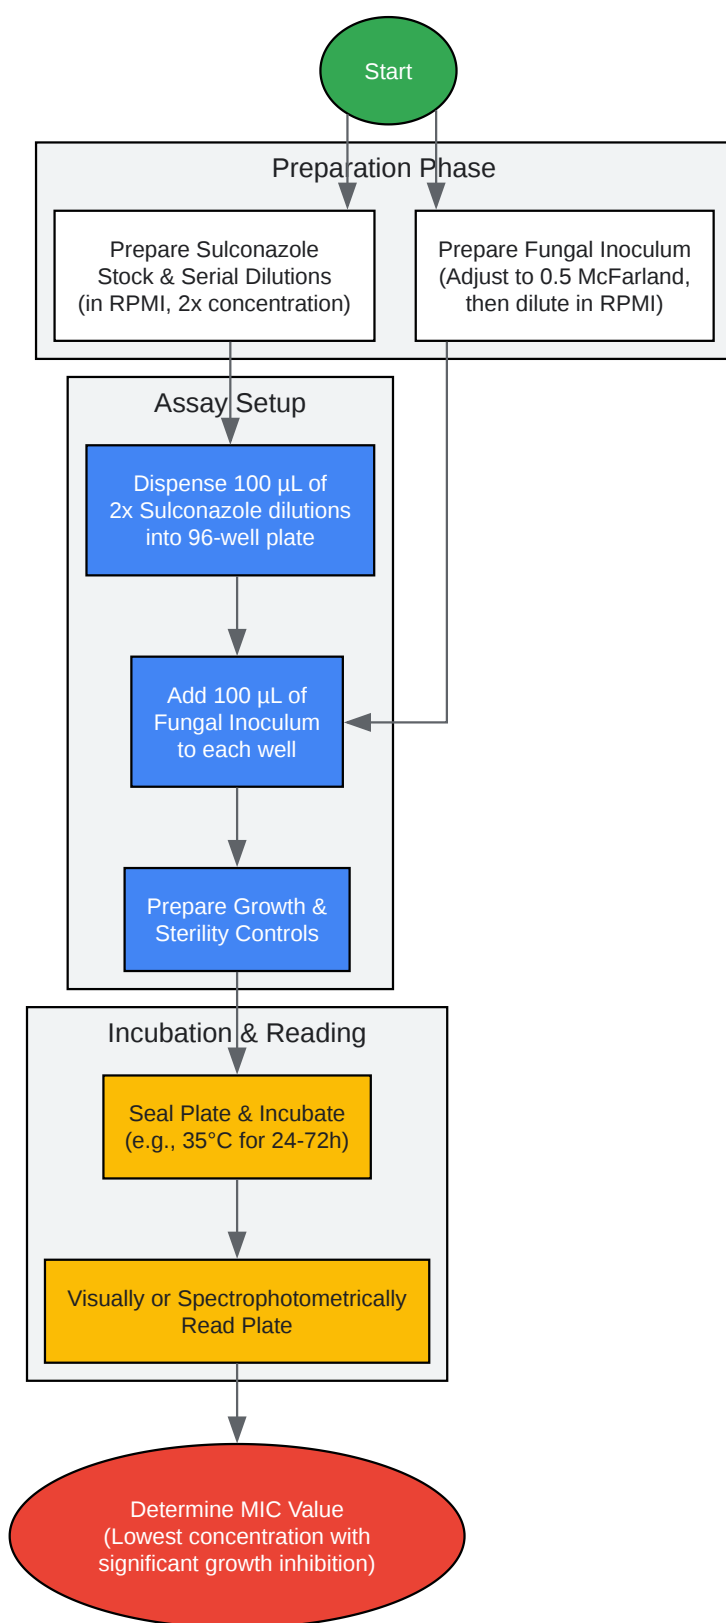 Start
Preparation Phase
Prepare Sulconazole
Stock & Serial Dilutions
(in RPMI, 2x concentration)
Prepare Fungal Inoculum
(Adjust to 0.5 McFarland,
then dilute in RPMI)
Assay Setup
Dispense 100 µL of
2x Sulconazole dilutions
into 96-well plate
Add 100 µL of
Fungal Inoculum
to each well
Prepare Growth &
Sterility Controls
Incubation & Reading
Seal Plate & Incubate
(e.g., 35°C for 24-72h)
Visually or Spectrophotometrically
Read Plate
Determine MIC Value
(Lowest concentration with
significant growth inhibition)